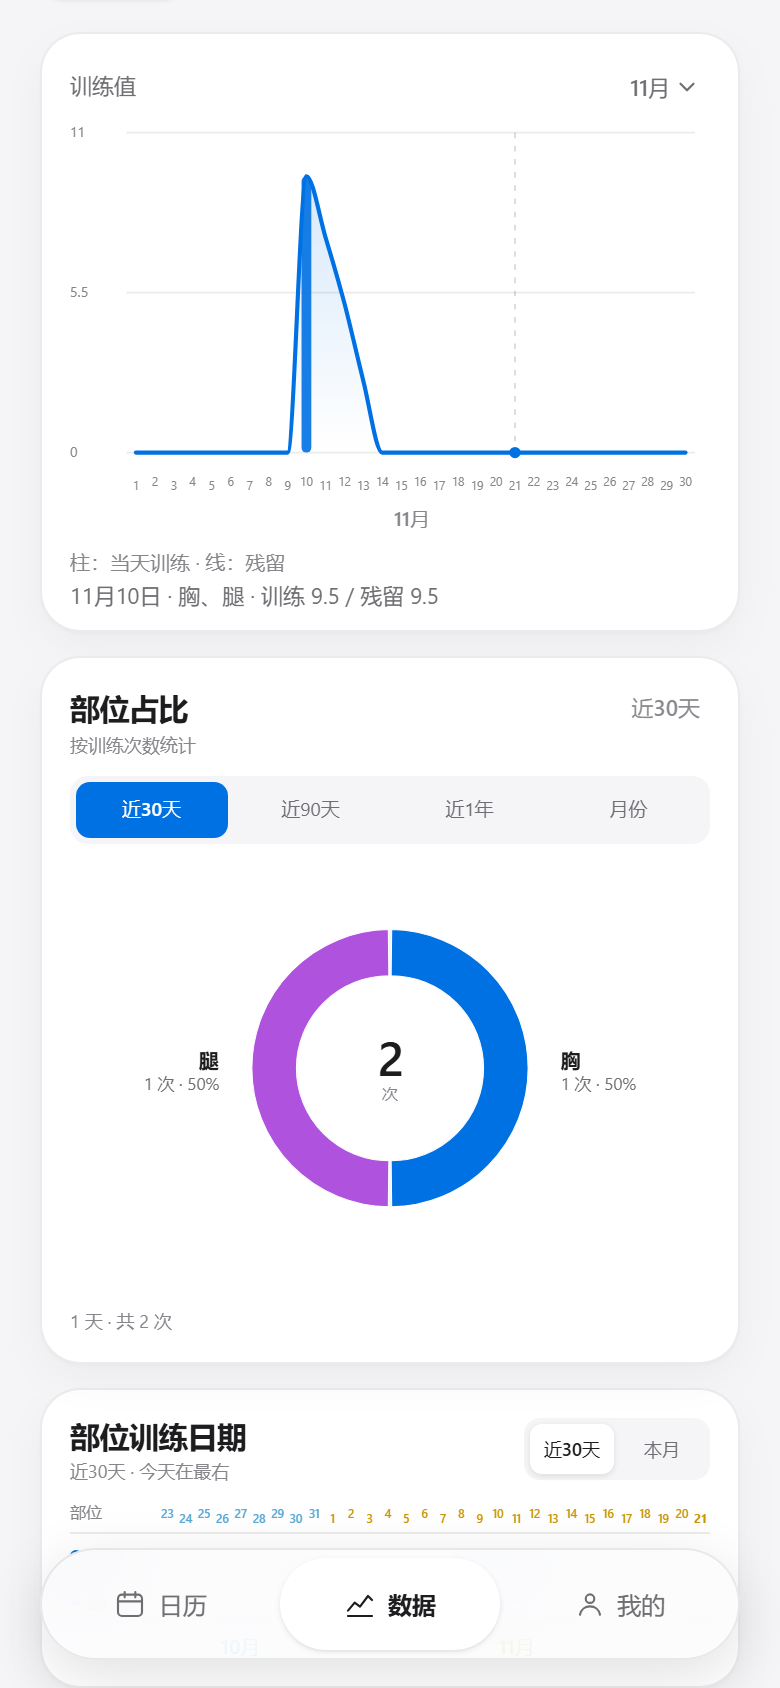 训练值
11月
11
5.5
0
1 2 3 4 5 6 7 8 9 10 11 12 13 14 15 16 17 18 19 20 21 22 23 24 25 26 27 28 29 30
11月
柱：当天训练 · 线：残留
11月10日 · 胸、腿 · 训练 9.5 / 残留 9.5
部位占比
近30天
按训练次数统计
近30天 近90天 近1年 月份
腿
1 次 · 50%
2
次
胸
1 次 · 50%
1 天 · 共 2 次
部位训练日期
近30天 本月
近30天 · 今天在最右
部位 23 24 25 26 27 28 29 30 31 1 2 3 4 5 6 7 8 9 10 11 12 13 14 15 16 17 18 19 20 21
日历 数据 我的
10月 11月